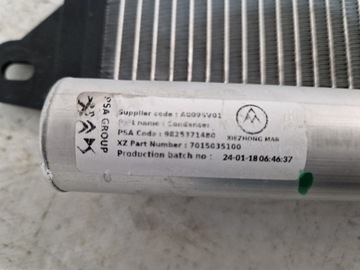 PSA GROUP
Supplier code : A009SV01
Part name : Condenser
PSA Code : 9825371480
XZ Part Number : 7015035100
Production batch no : 24-01-18 06:46:37
XIEZHONG MAR